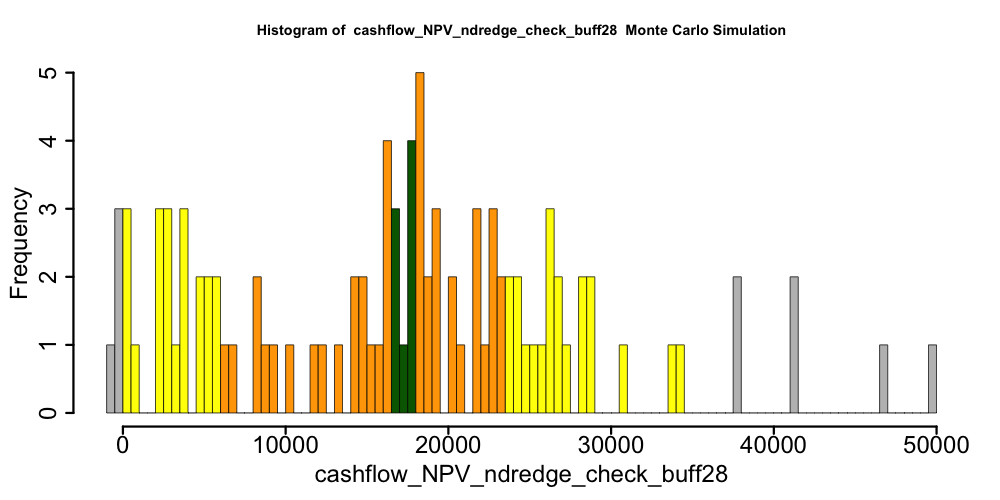 Histogram of  cashflow_NPV_ndredge_check_buff28  Monte Carlo Simulation
Frequency
5
4
3
2
1
0
0 10000 20000 30000 40000 50000
cashflow_NPV_ndredge_check_buff28